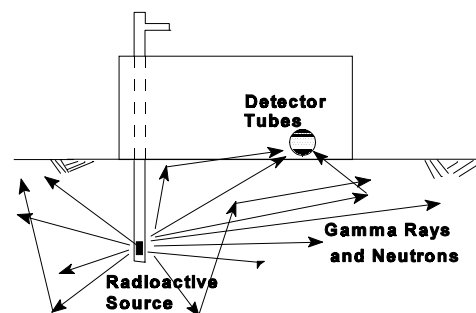 Detector
Tubes
Gamma Rays
and Neutrons
Radioactive
Source